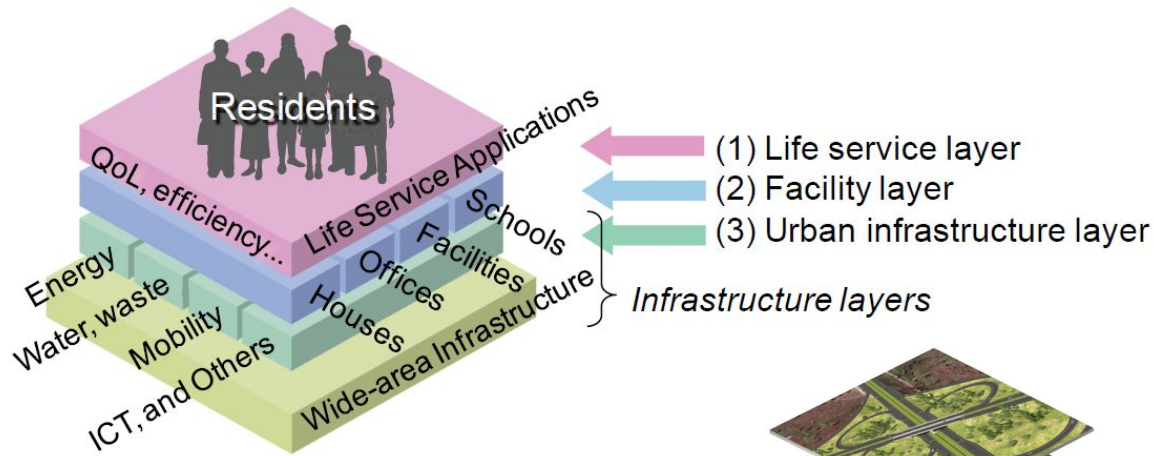 Residents
QoL, efficiency...
Life Service Applications
Energy
Water, waste
Mobility
ICT, and Others
Houses
Offices
Facilities
Schools
Wide-area Infrastructure
(1) Life service layer
(2) Facility layer
(3) Urban infrastructure layer
Infrastructure layers